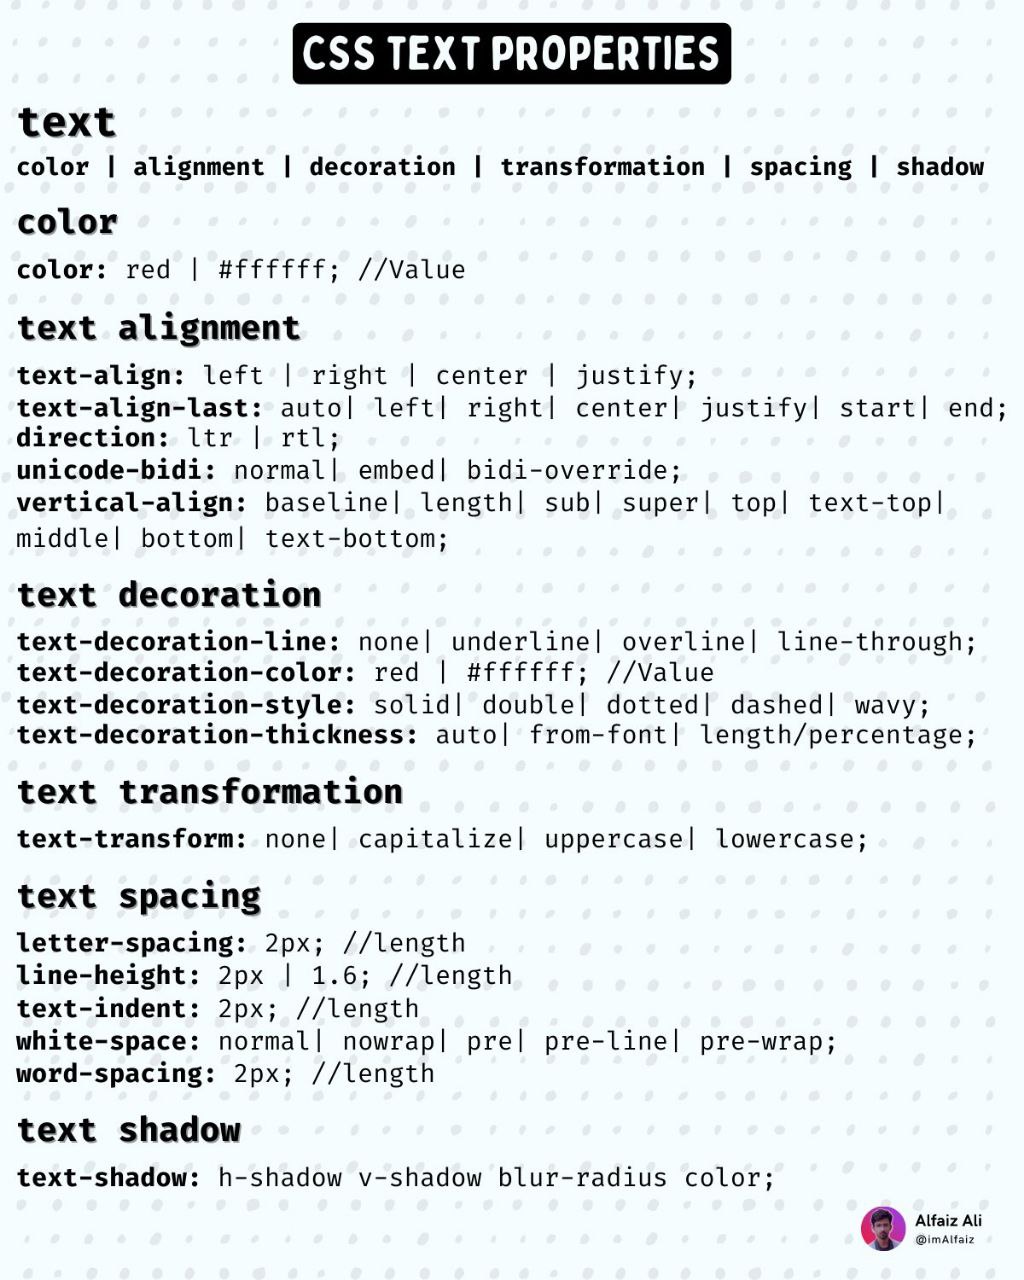 CSS TEXT PROPERTIES
text
color | alignment | decoration | transformation | spacing | shadow
color
color: red | #ffffff; //Value
text alignment
text-align: left | right | center | justify;
text-align-last: auto| left| right| center| justify| start| end;
direction: ltr | rtl;
unicode-bidi: normal| embed| bidi-override;
vertical-align: baseline| length| sub| super| top| text-top|
middle| bottom| text-bottom;
text decoration
text-decoration-line: none| underline| overline| line-through;
text-decoration-color: red | #ffffff; //Value
text-decoration-style: solid| double| dotted| dashed| wavy;
text-decoration-thickness: auto| from-font| length/percentage;
text transformation
text-transform: none| capitalize| uppercase| lowercase;
text spacing
letter-spacing: 2px; //length
line-height: 2px | 1.6; //length
text-indent: 2px; //length
white-space: normal| nowrap| pre| pre-line| pre-wrap;
word-spacing: 2px; //length
text shadow
text-shadow: h-shadow v-shadow blur-radius color;
Alfaiz Ali
@imAlfaiz